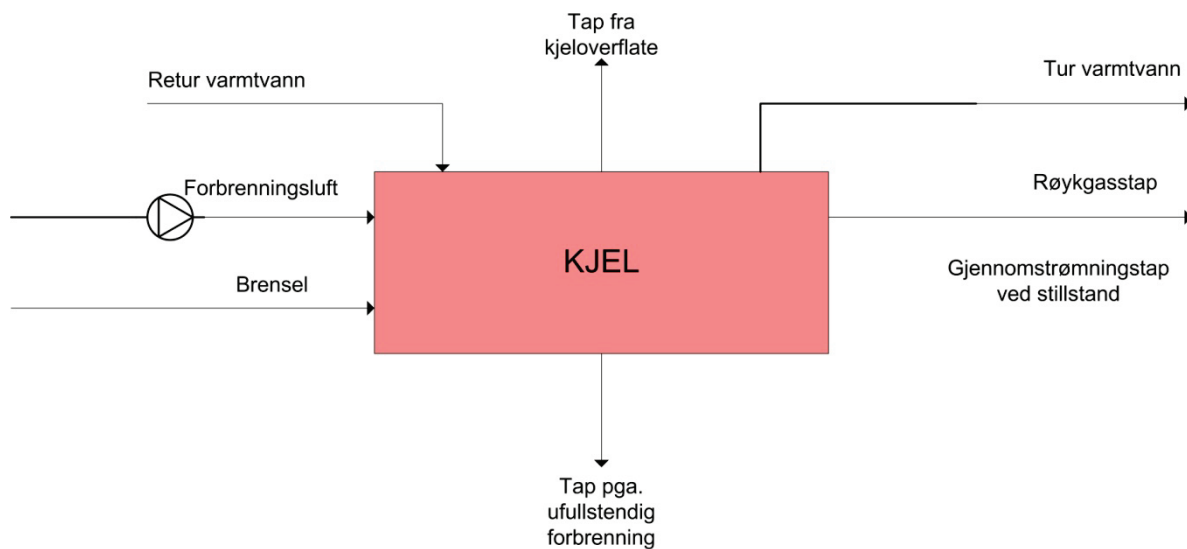 Tap fra
kjeloverflate
Retur varmtvann
Tur varmtvann
Forbrenningsluft
Røykgasstap
KJEL
Brensel
Gjennomstrømningstap
ved stillstand
Tap pga.
ufullstendig
forbrenning